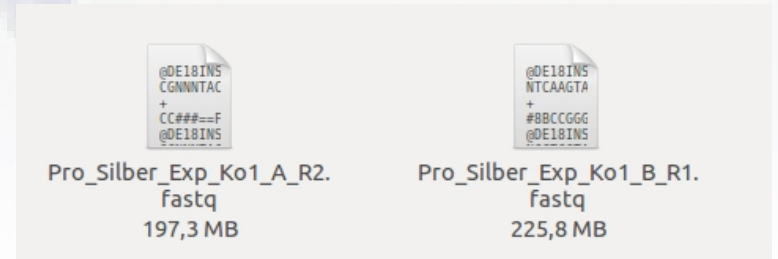 @DE18INS
CGNNNTAC
+
CC###==F
@DE18INS
Pro_Silber_Exp_Ko1_A_R2.
fastq
197,3 MB
@DE18INS
NTCAAGTA
+
#8BCCGGG
@DE18INS
Pro_Silber_Exp_Ko1_B_R1.
fastq
225,8 MB